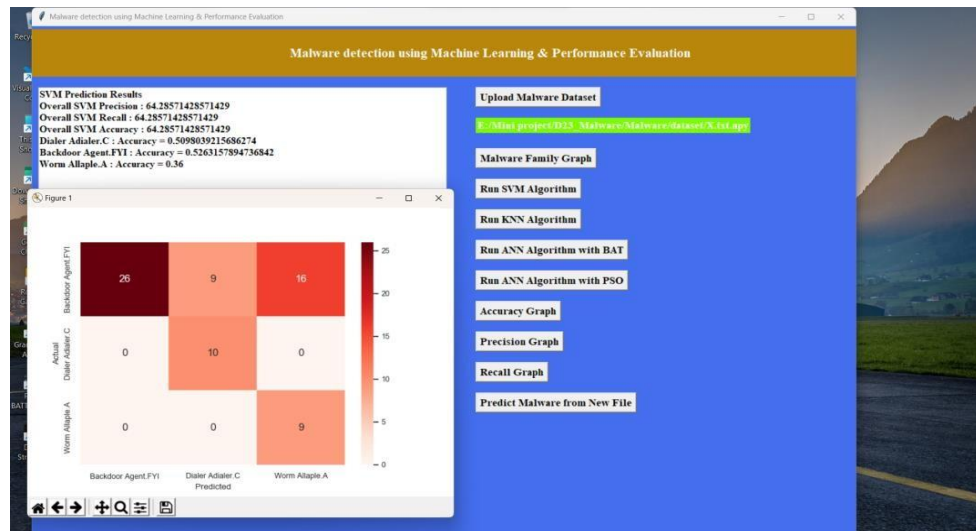 Malware detection using Machine Learning & Performance Evaluation
Malware detection using Machine Learning & Performance Evaluation
SVM Prediction Results
Overall SVM Precision : 64.28571428571429
Overall SVM Recall : 64.28571428571429
Overall SVM Accuracy : 64.28571428571429
Dialer Adialer.C : Accuracy = 0.5098039215686274
Backdoor Agent.FYI : Accuracy = 0.5263157894736842
Worm Allaple.A : Accuracy = 0.36
Upload Malware Dataset
E:/Mini project/D23_Malware/Malware/dataset/X.txt.npy
Malware Family Graph
Run SVM Algorithm
Run KNN Algorithm
Run ANN Algorithm with BAT
Run ANN Algorithm with PSO
Accuracy Graph
Precision Graph
Recall Graph
Predict Malware from New File
Figure 1
Actual
Backdoor Agent.FYI
Dialer Adialer.C
Worm Allaple.A
26 9 16
0 10 0
0 0 9
25
20
15
10
5
0
Backdoor Agent.FYI Dialer Adialer.C Worm Allaple.A
Predicted